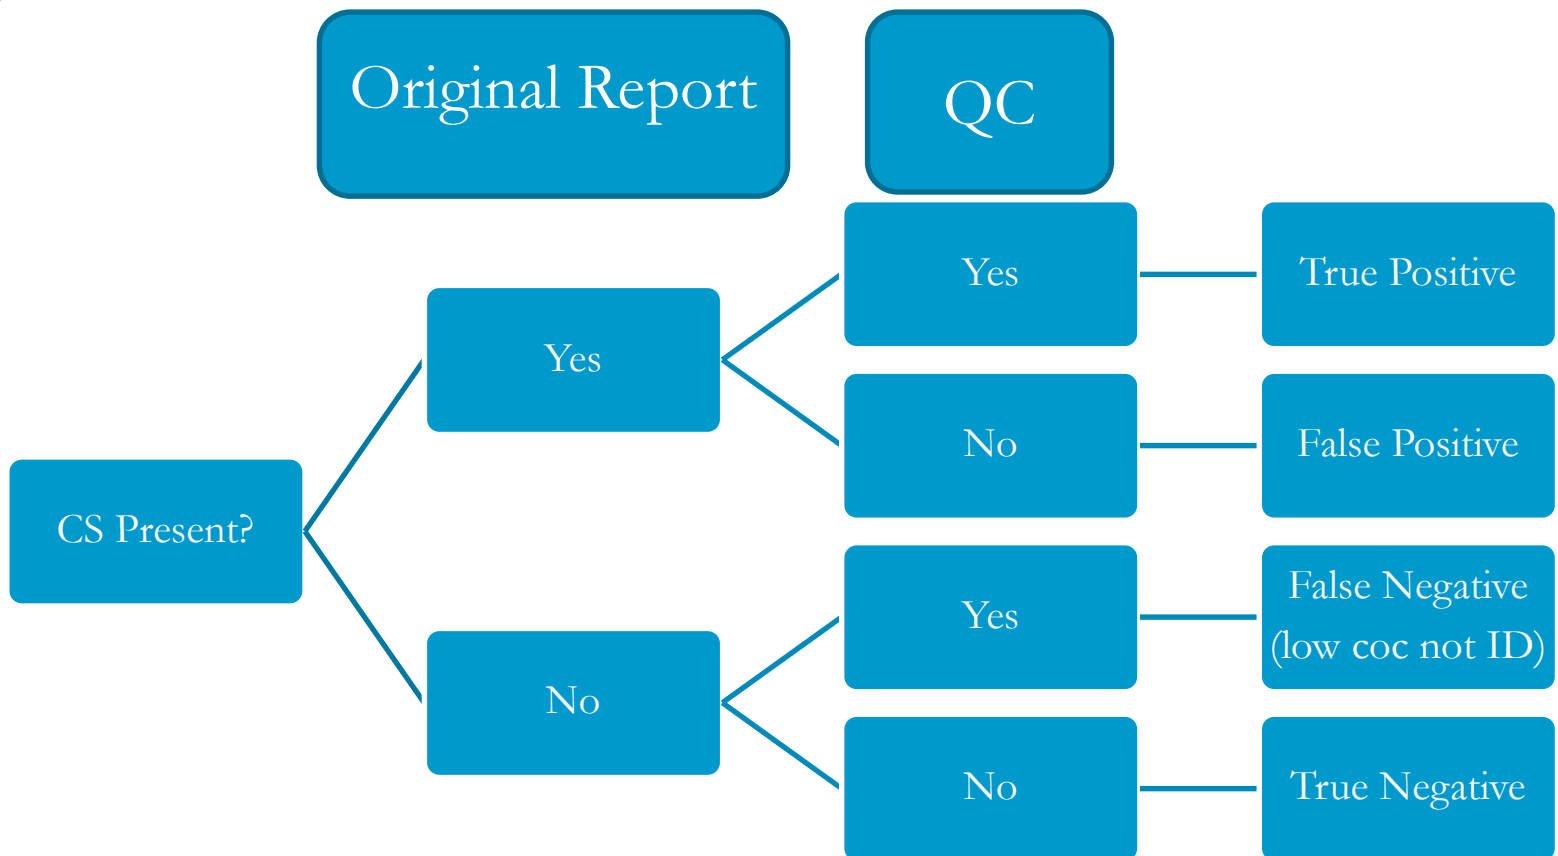 Original Report
QC
Yes
True Positive
Yes
No
False Positive
CS Present?
Yes
False Negative
(low coc not ID)
No
No
True Negative